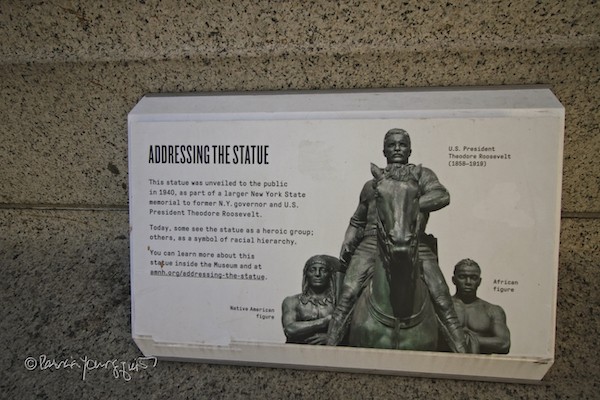 ADDRESSING THE STATUE
This statue was unveiled to the public
in 1940, as part of a larger New York State
memorial to former N.Y. governor and U.S.
President Theodore Roosevelt.
Today, some see the statue as a heroic group;
others, as a symbol of racial hierarchy.
You can learn more about this
statue inside the Museum and at
amnh.org/addressing-the-statue.
U.S. President
Theodore Roosevelt
(1858–1919)
Native American
figure
African
figure
©